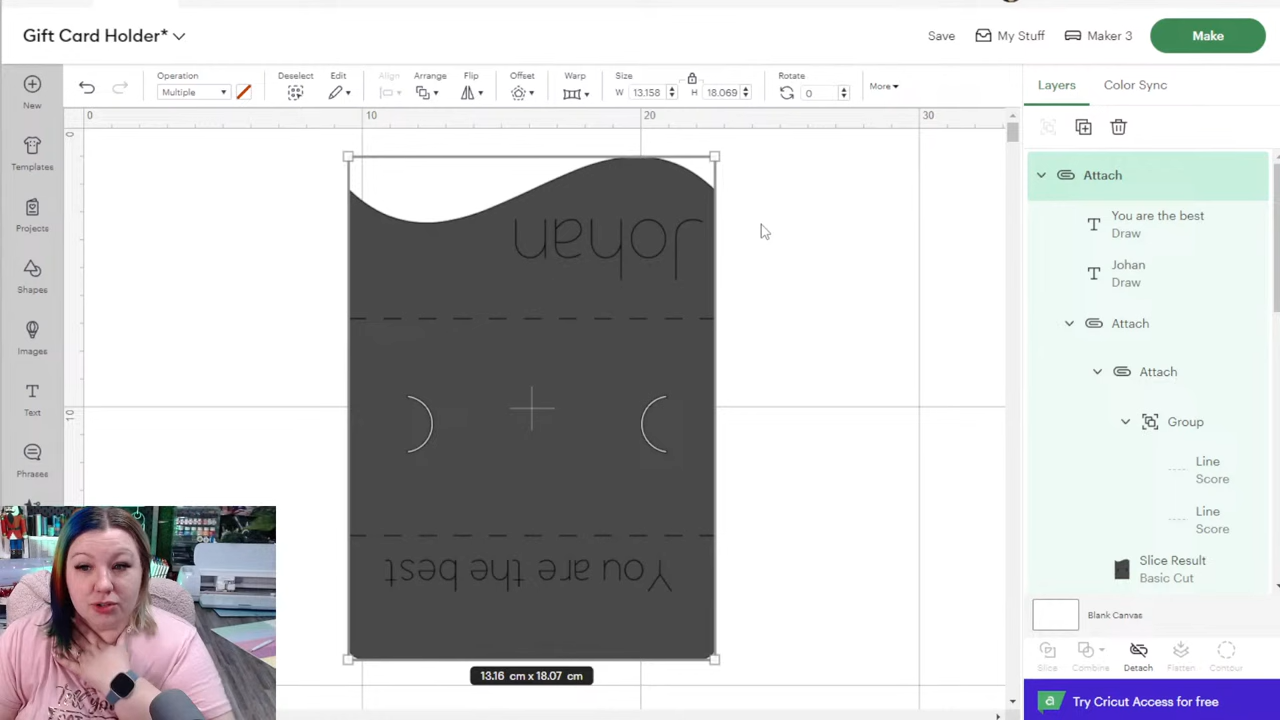 Gift Card Holder*
Save
My Stuff
Maker 3
Make
New
Templates
Projects
Shapes
Images
Text
Phrases
Operation
Multiple
Deselect
Edit
Align
Arrange
Flip
Offset
Warp
Size
W 13.158
H 18.069
Rotate
0
More
0
10
20
30
0
10
Johan
You are the best
13.16 cm x 18.07 cm
Layers
Color Sync
Attach
You are the best
Draw
Johan
Draw
Attach
Attach
Group
Line
Score
Line
Score
Slice Result
Basic Cut
Blank Canvas
Slice
Combine
Detach
Flatten
Contour
a
Try Cricut Access for free